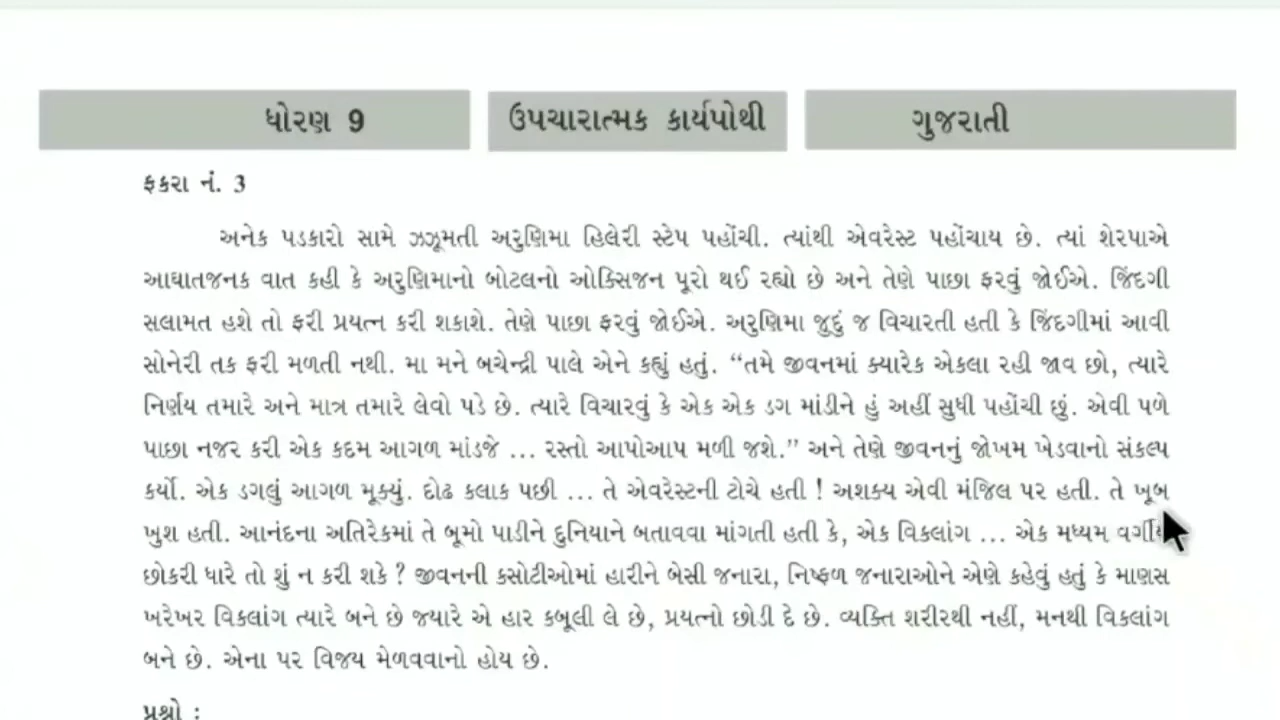 ધોરણ 9 ઉપચારાત્મક કાર્યપોથી ગુજરાતી
ફકરા નં. 3
અનેક પડકારો સામે ઝઝૂમતી અરુણિમા હિલેરી સ્ટેપ પહોંચી. ત્યાંથી એવરેસ્ટ પહોંચાય છે. ત્યાં શેરપાએ
આઘાતજનક વાત કહી કે અરુણિમાનો બોટલનો ઓક્સિજન પૂરો થઈ રહ્યો છે અને તેણે પાછા ફરવું જોઈએ. જિંદગી
સલામત હશે તો ફરી પ્રયત્ન કરી શકાશે. તેણે પાછા ફરવું જોઈએ. અરુણિમા જુદું જ વિચારતી હતી કે જિંદગીમાં આવી
સોનેરી તક ફરી મળતી નથી. મા મને બચેન્દ્રી પાલે એને કહ્યું હતું. “તમે જીવનમાં ક્યારેક એકલા રહી જાવ છો, ત્યારે
નિર્ણય તમારે અને માત્ર તમારે લેવો પડે છે. ત્યારે વિચારવું કે એક એક ડગ માંડીને હું અહીં સુધી પહોંચી છું. એવી પળે
પાછા નજર કરી એક કદમ આગળ માંડજે ... રસ્તો આપોઆપ મળી જશે.” અને તેણે જીવનનું જોખમ ખેડવાનો સંકલ્પ
કર્યો. એક ડગલું આગળ મૂક્યું. દોઢ કલાક પછી ... તે એવરેસ્ટની ટોચે હતી ! અશક્ય એવી મંજિલ પર હતી. તે ખૂબ
ખુશ હતી. આનંદના અતિરેકમાં તે બૂમો પાડીને દુનિયાને બતાવવા માંગતી હતી કે, એક વિકલાંગ ... એક મધ્યમ વર્ગીય
છોકરી ધારે તો શું ન કરી શકે ? જીવનની કસોટીઓમાં હારીને બેસી જનારા, નિષ્ફળ જનારાઓને એણે કહેવું હતું કે માણસ
ખરેખર વિકલાંગ ત્યારે બને છે જ્યારે એ હાર કબૂલી લે છે, પ્રયત્નો છોડી દે છે. વ્યક્તિ શરીરથી નહીં, મનથી વિકલાંગ
બને છે. એના પર વિજય મેળવવાનો હોય છે.
પ્રશ્નો :